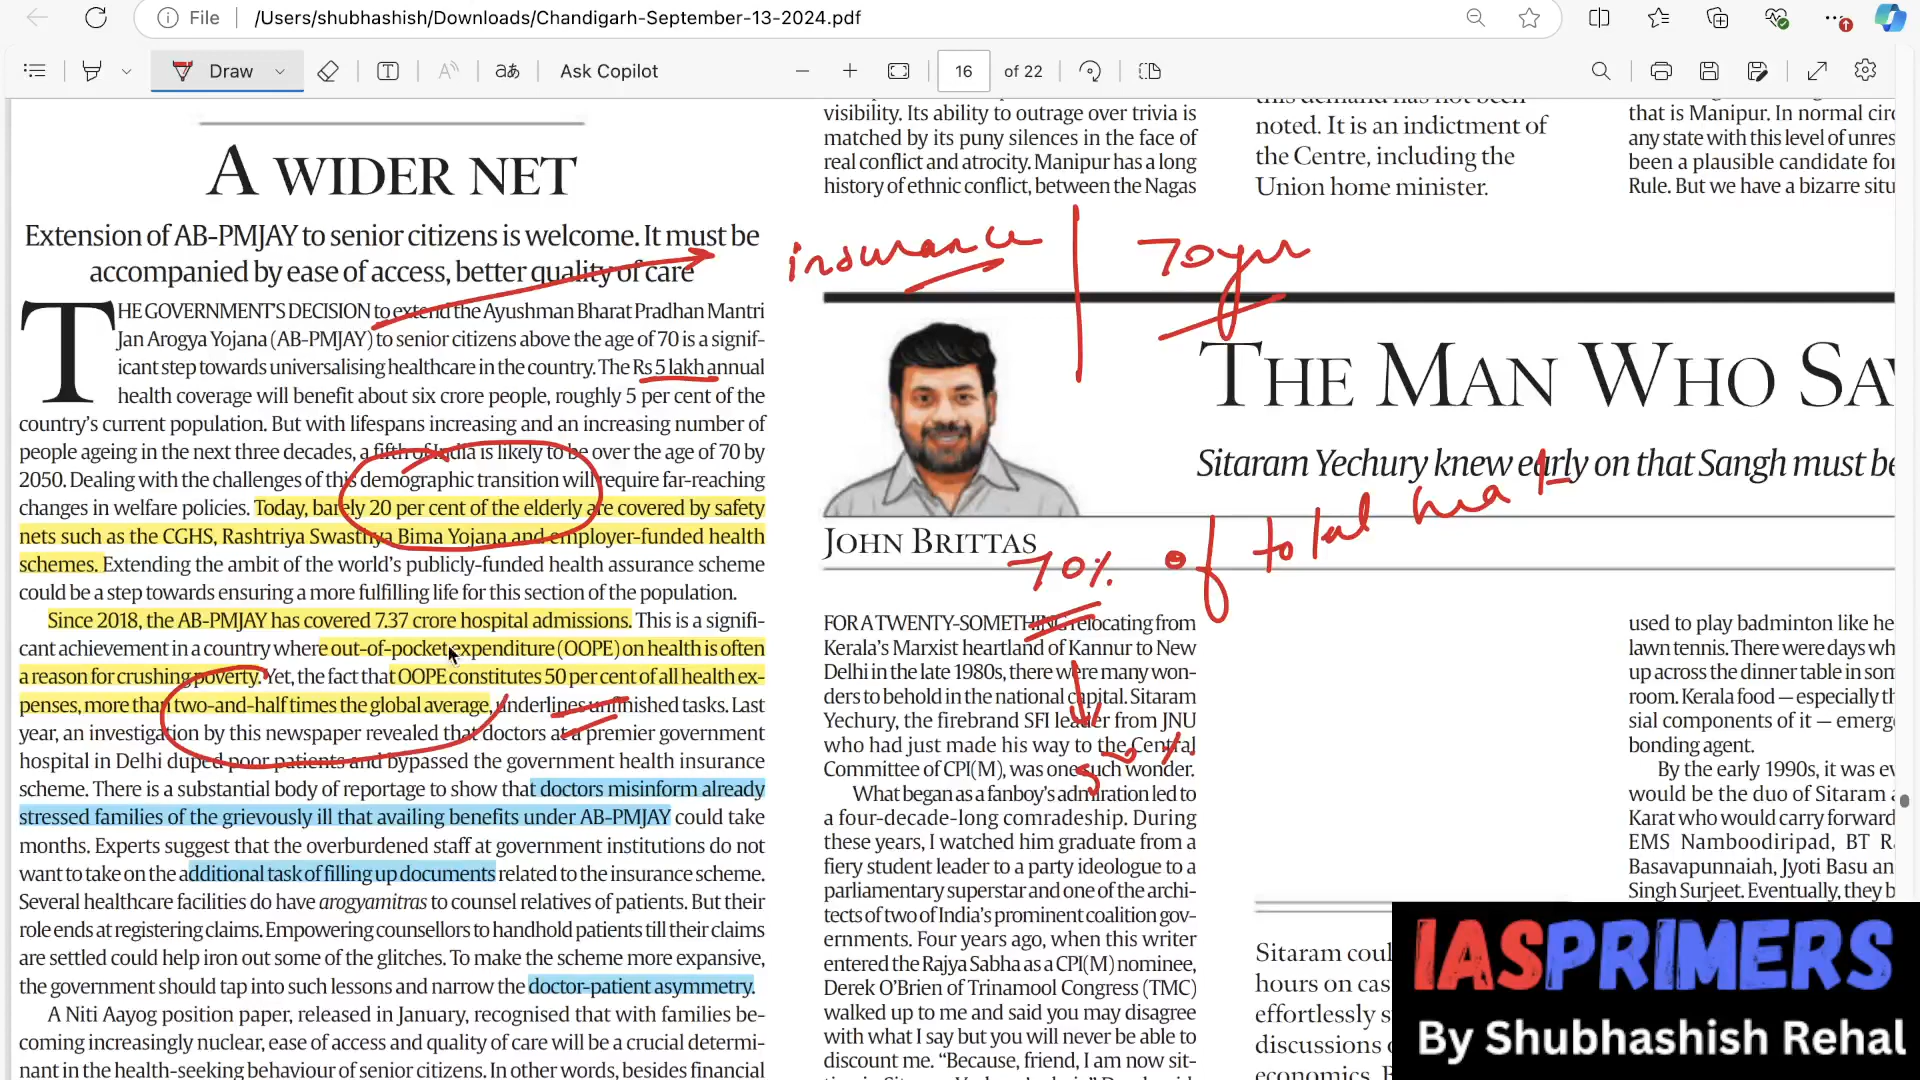 File
/Users/shubhashish/Downloads/Chandigarh-September-13-2024.pdf
Draw
Ask Copilot
16 of 22
A WIDER NET
Extension of AB-PMJAY to senior citizens is welcome. It must be
accompanied by ease of access, better quality of care
THE GOVERNMENT'S DECISION to extend the Ayushman Bharat Pradhan Mantri
Jan Arogya Yojana (AB-PMJAY) to senior citizens above the age of 70 is a signif-
icant step towards universalising healthcare in the country. The Rs 5 lakh annual
health coverage will benefit about six crore people, roughly 5 per cent of the
country's current population. But with lifespans increasing and an increasing number of
people ageing in the next three decades, a fifth of India is likely to be over the age of 70 by
2050. Dealing with the challenges of this demographic transition will require far-reaching
changes in welfare policies. Today, barely 20 per cent of the elderly are covered by safety
nets such as the CGHS, Rashtriya Swasthya Bima Yojana and employer-funded health
schemes. Extending the ambit of the world's publicly-funded health assurance scheme
could be a step towards ensuring a more fulfilling life for this section of the population.
Since 2018, the AB-PMJAY has covered 7.37 crore hospital admissions. This is a signifi-
cant achievement in a country where out-of-pocket expenditure (OOPE) on health is often
a reason for crushing poverty. Yet, the fact that OOPE constitutes 50 per cent of all health ex-
penses, more than two-and-half times the global average, underlines unfinished tasks. Last
year, an investigation by this newspaper revealed that doctors at a premier government
hospital in Delhi duped poor patients and bypassed the government health insurance
scheme. There is a substantial body of reportage to show that doctors misinform already
stressed families of the grievously ill that availing benefits under AB-PMJAY could take
months. Experts suggest that the overburdened staff at government institutions do not
want to take on the additional task of filling up documents related to the insurance scheme.
Several healthcare facilities do have arogyamitras to counsel relatives of patients. But their
role ends at registering claims. Empowering counsellors to handhold patients till their claims
are settled could help iron out some of the glitches. To make the scheme more expansive,
the government should tap into such lessons and narrow the doctor-patient asymmetry.
A Niti Aayog position paper, released in January, recognised that with families be-
coming increasingly nuclear, ease of access and quality of care will be a crucial determi-
nant in the health-seeking behaviour of senior citizens. In other words, besides financial
visibility. Its ability to outrage over trivia is
matched by its puny silences in the face of
real conflict and atrocity. Manipur has a long
history of ethnic conflict, between the Nagas
this demand has not been
noted. It is an indictment of
the Centre, including the
Union home minister.
that is Manipur. In normal circ
any state with this level of unres
been a plausible candidate fo
Rule. But we have a bizarre situ
insurance
70yr
THE MAN WHO SA
Sitaram Yechury knew early on that Sangh must be
JOHN BRITTAS
70% of total
50%
FOR A TWENTY-SOMETHING relocating from
Kerala's Marxist heartland of Kannur to New
Delhi in the late 1980s, there were many won-
ders to behold in the national capital. Sitaram
Yechury, the firebrand SFI leader from JNU
who had just made his way to the Central
Committee of CPI(M), was one such wonder.
What began as a fanboy's admiration led to
a four-decade-long comradeship. During
these years, I watched him graduate from a
fiery student leader to a party ideologue to a
parliamentary superstar and one of the archi-
tects of two of India's prominent coalition gov-
ernments. Four years ago, when this writer
entered the Rajya Sabha as a CPI(M) nominee,
Derek O'Brien of Trinamool Congress (TMC)
walked up to me and said you may disagree
with what I say but you will never be able to
discount me. "Because, friend, I am now sit-
Sitaram coul
hours on cas
effortlessly s
discussions
economics.
used to play badminton like he
lawn tennis. There were days wh
up across the dinner table in som
room. Kerala food — especially th
sial components of it — emerg
bonding agent.
By the early 1990s, it was ev
would be the duo of Sitaram
Karat who would carry forward
EMS Namboodiripad, BT R
Basavapunnaiah, Jyoti Basu an
Singh Surjeet. Eventually, they b
IASPRIMERS
By Shubhashish Rehal